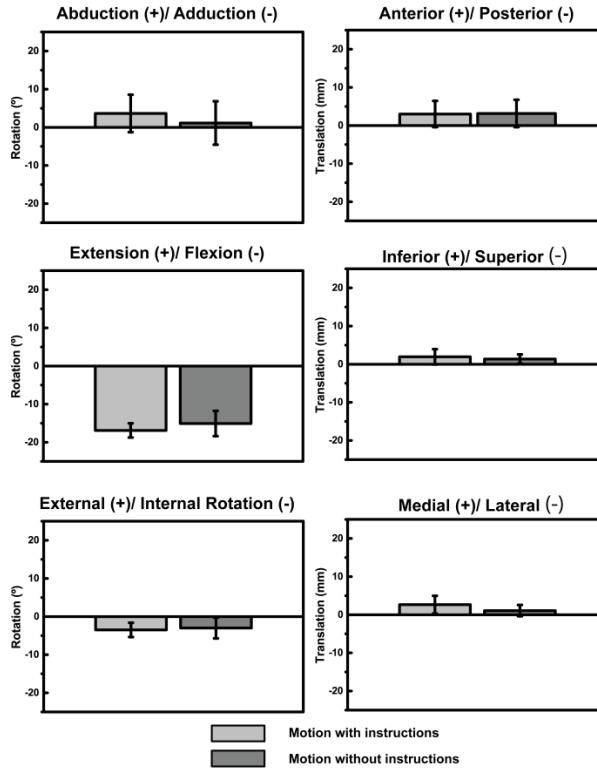 Abduction (+)/ Adduction (-)
Rotation (º)
20
10
0
-10
-20
Anterior (+)/ Posterior (-)
Translation (mm)
20
10
0
-10
-20
Extension (+)/ Flexion (-)
Rotation (º)
20
10
0
-10
-20
Inferior (+)/ Superior (-)
Translation (mm)
20
10
0
-10
-20
External (+)/ Internal Rotation (-)
Rotation (º)
20
10
0
-10
-20
Medial (+)/ Lateral (-)
Translation (mm)
20
10
0
-10
-20
Motion with instructions
Motion without instructions